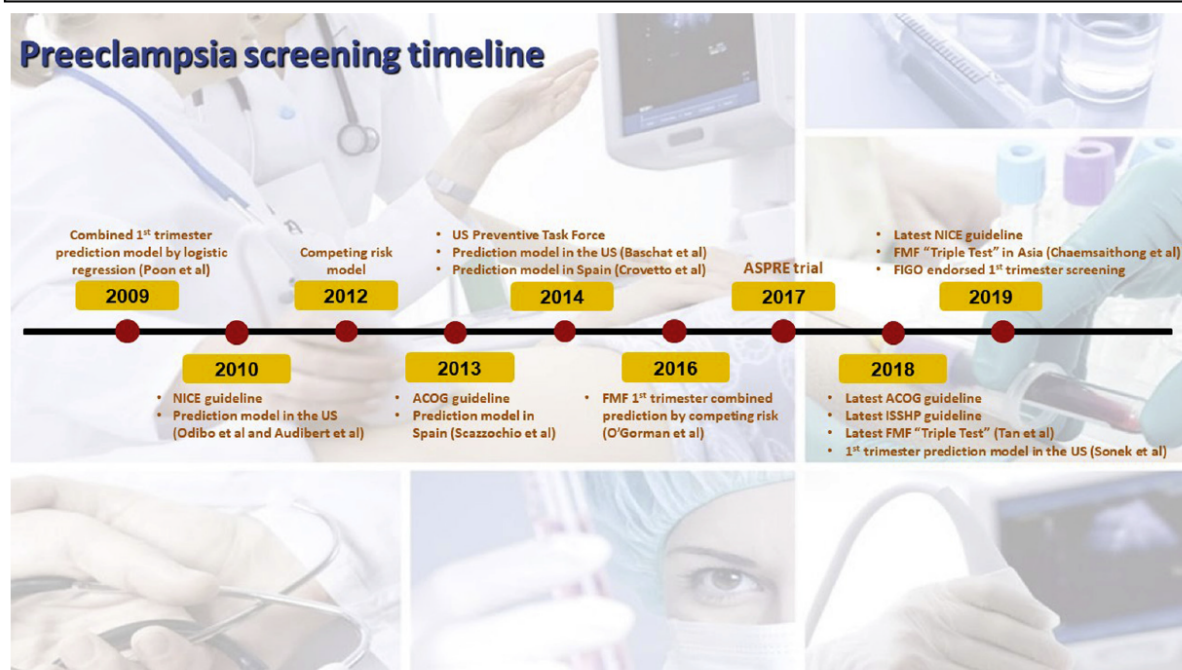 Preeclampsia screening timeline
Combined 1st trimester
prediction model by logistic
regression (Poon et al)
2009
2010
• NICE guideline
• Prediction model in the US
(Odibo et al and Audibert et al)
Competing risk
model
2012
2013
• ACOG guideline
• Prediction model in
Spain (Scazzochio et al)
• US Preventive Task Force
• Prediction model in the US (Baschat et al)
• Prediction model in Spain (Crovetto et al)
2014
2016
• FMF 1st trimester combined
prediction by competing risk
(O'Gorman et al)
ASPRE trial
2017
2018
• Latest ACOG guideline
• Latest ISSHP guideline
• Latest FMF “Triple Test” (Tan et al)
• 1st trimester prediction model in the US (Sonek et al)
• Latest NICE guideline
• FMF “Triple Test” in Asia (Chaemsaithong et al)
• FIGO endorsed 1st trimester screening
2019